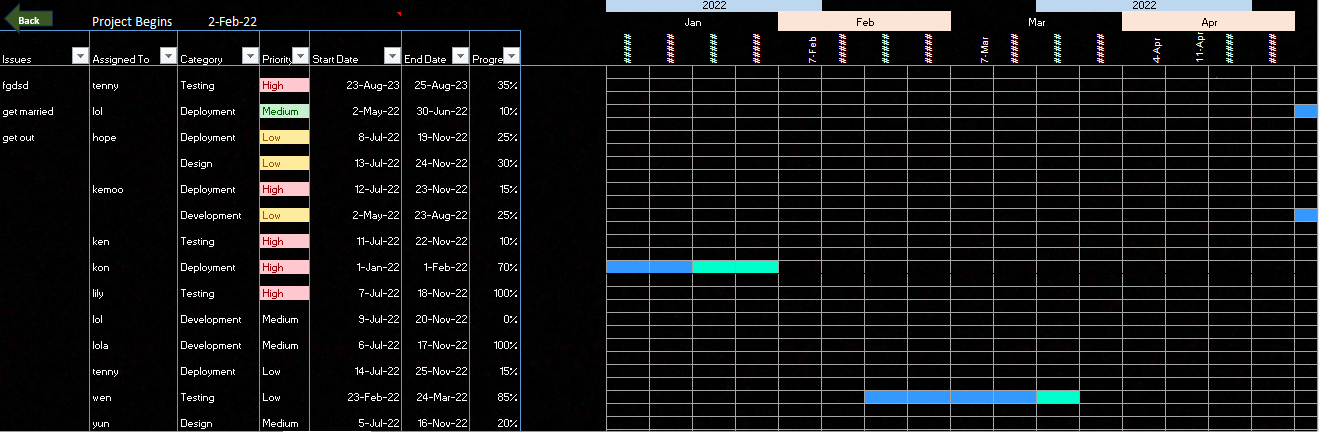 2022 2022
Back Project Begins 2-Feb-22 Jan Feb Mar Apr
##### ##### ##### ##### 7-Feb ##### ##### ##### 7-Mar ##### ##### ##### 4-Apr 11-Apr ##### #####
Issues Assigned To Category Priority Start Date End Date Progre
fgdsd tenny Testing High 23-Aug-23 25-Aug-23 35%
get married lol Deployment Medium 2-May-22 30-Jun-22 10%
get out hope Deployment Low 8-Jul-22 19-Nov-22 25%
Design Low 13-Jul-22 24-Nov-22 30%
kemoo Deployment High 12-Jul-22 23-Nov-22 15%
Development Low 2-May-22 23-Aug-22 25%
ken Testing High 11-Jul-22 22-Nov-22 10%
kon Deployment High 1-Jan-22 1-Feb-22 70%
lily Testing High 7-Jul-22 18-Nov-22 100%
lol Development Medium 9-Jul-22 20-Nov-22 0%
lola Development Medium 6-Jul-22 17-Nov-22 100%
tenny Deployment Low 14-Jul-22 25-Nov-22 15%
wen Testing Low 23-Feb-22 24-Mar-22 85%
yun Design Medium 5-Jul-22 16-Nov-22 20%